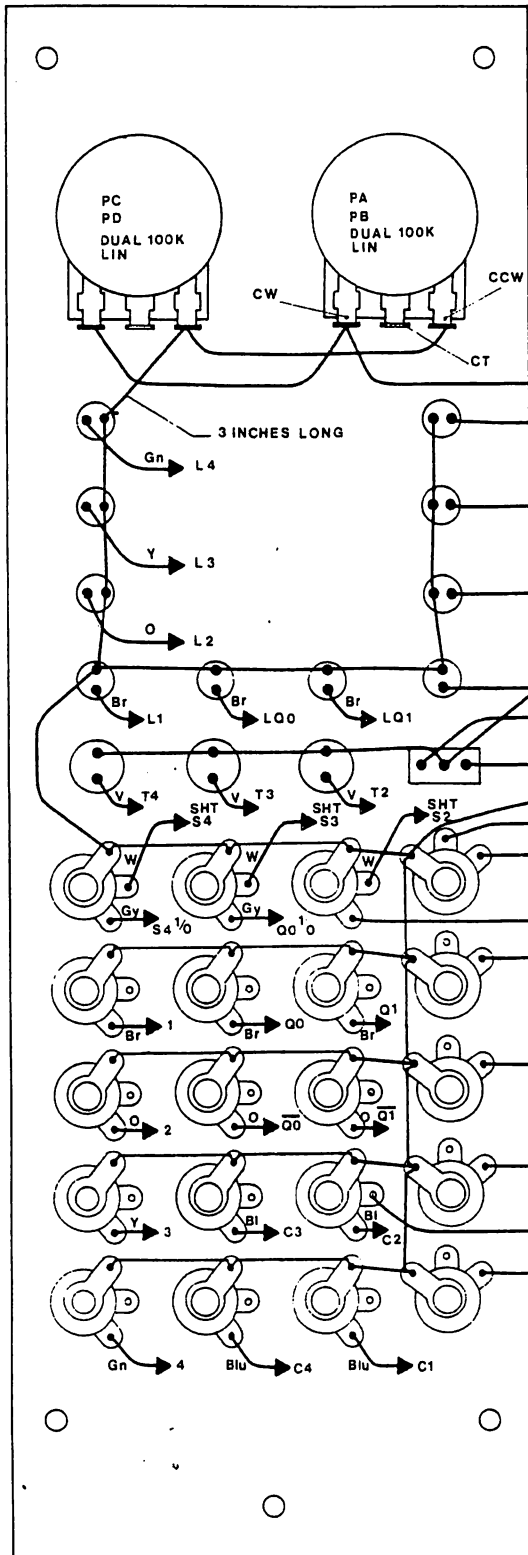 PC
PD
DUAL 100K
LIN
PA
PB
DUAL 100K
LIN
CW
CCW
CT
3 INCHES LONG
Gn L4
Y L3
O L2
Br L1
Br LQ0
Br LQ1
V T4
V T3
V T2
SHT
S4
SHT
S3
SHT
S2
W
W
W
Gy S4 1/0
Gy Q0 1/0
Br 1
Br Q0
Br Q1
O 2
O Q̅0̅
O Q̅1̅
Y 3
Bl C3
Bl C2
Gn 4
Blu C4
Blu C1